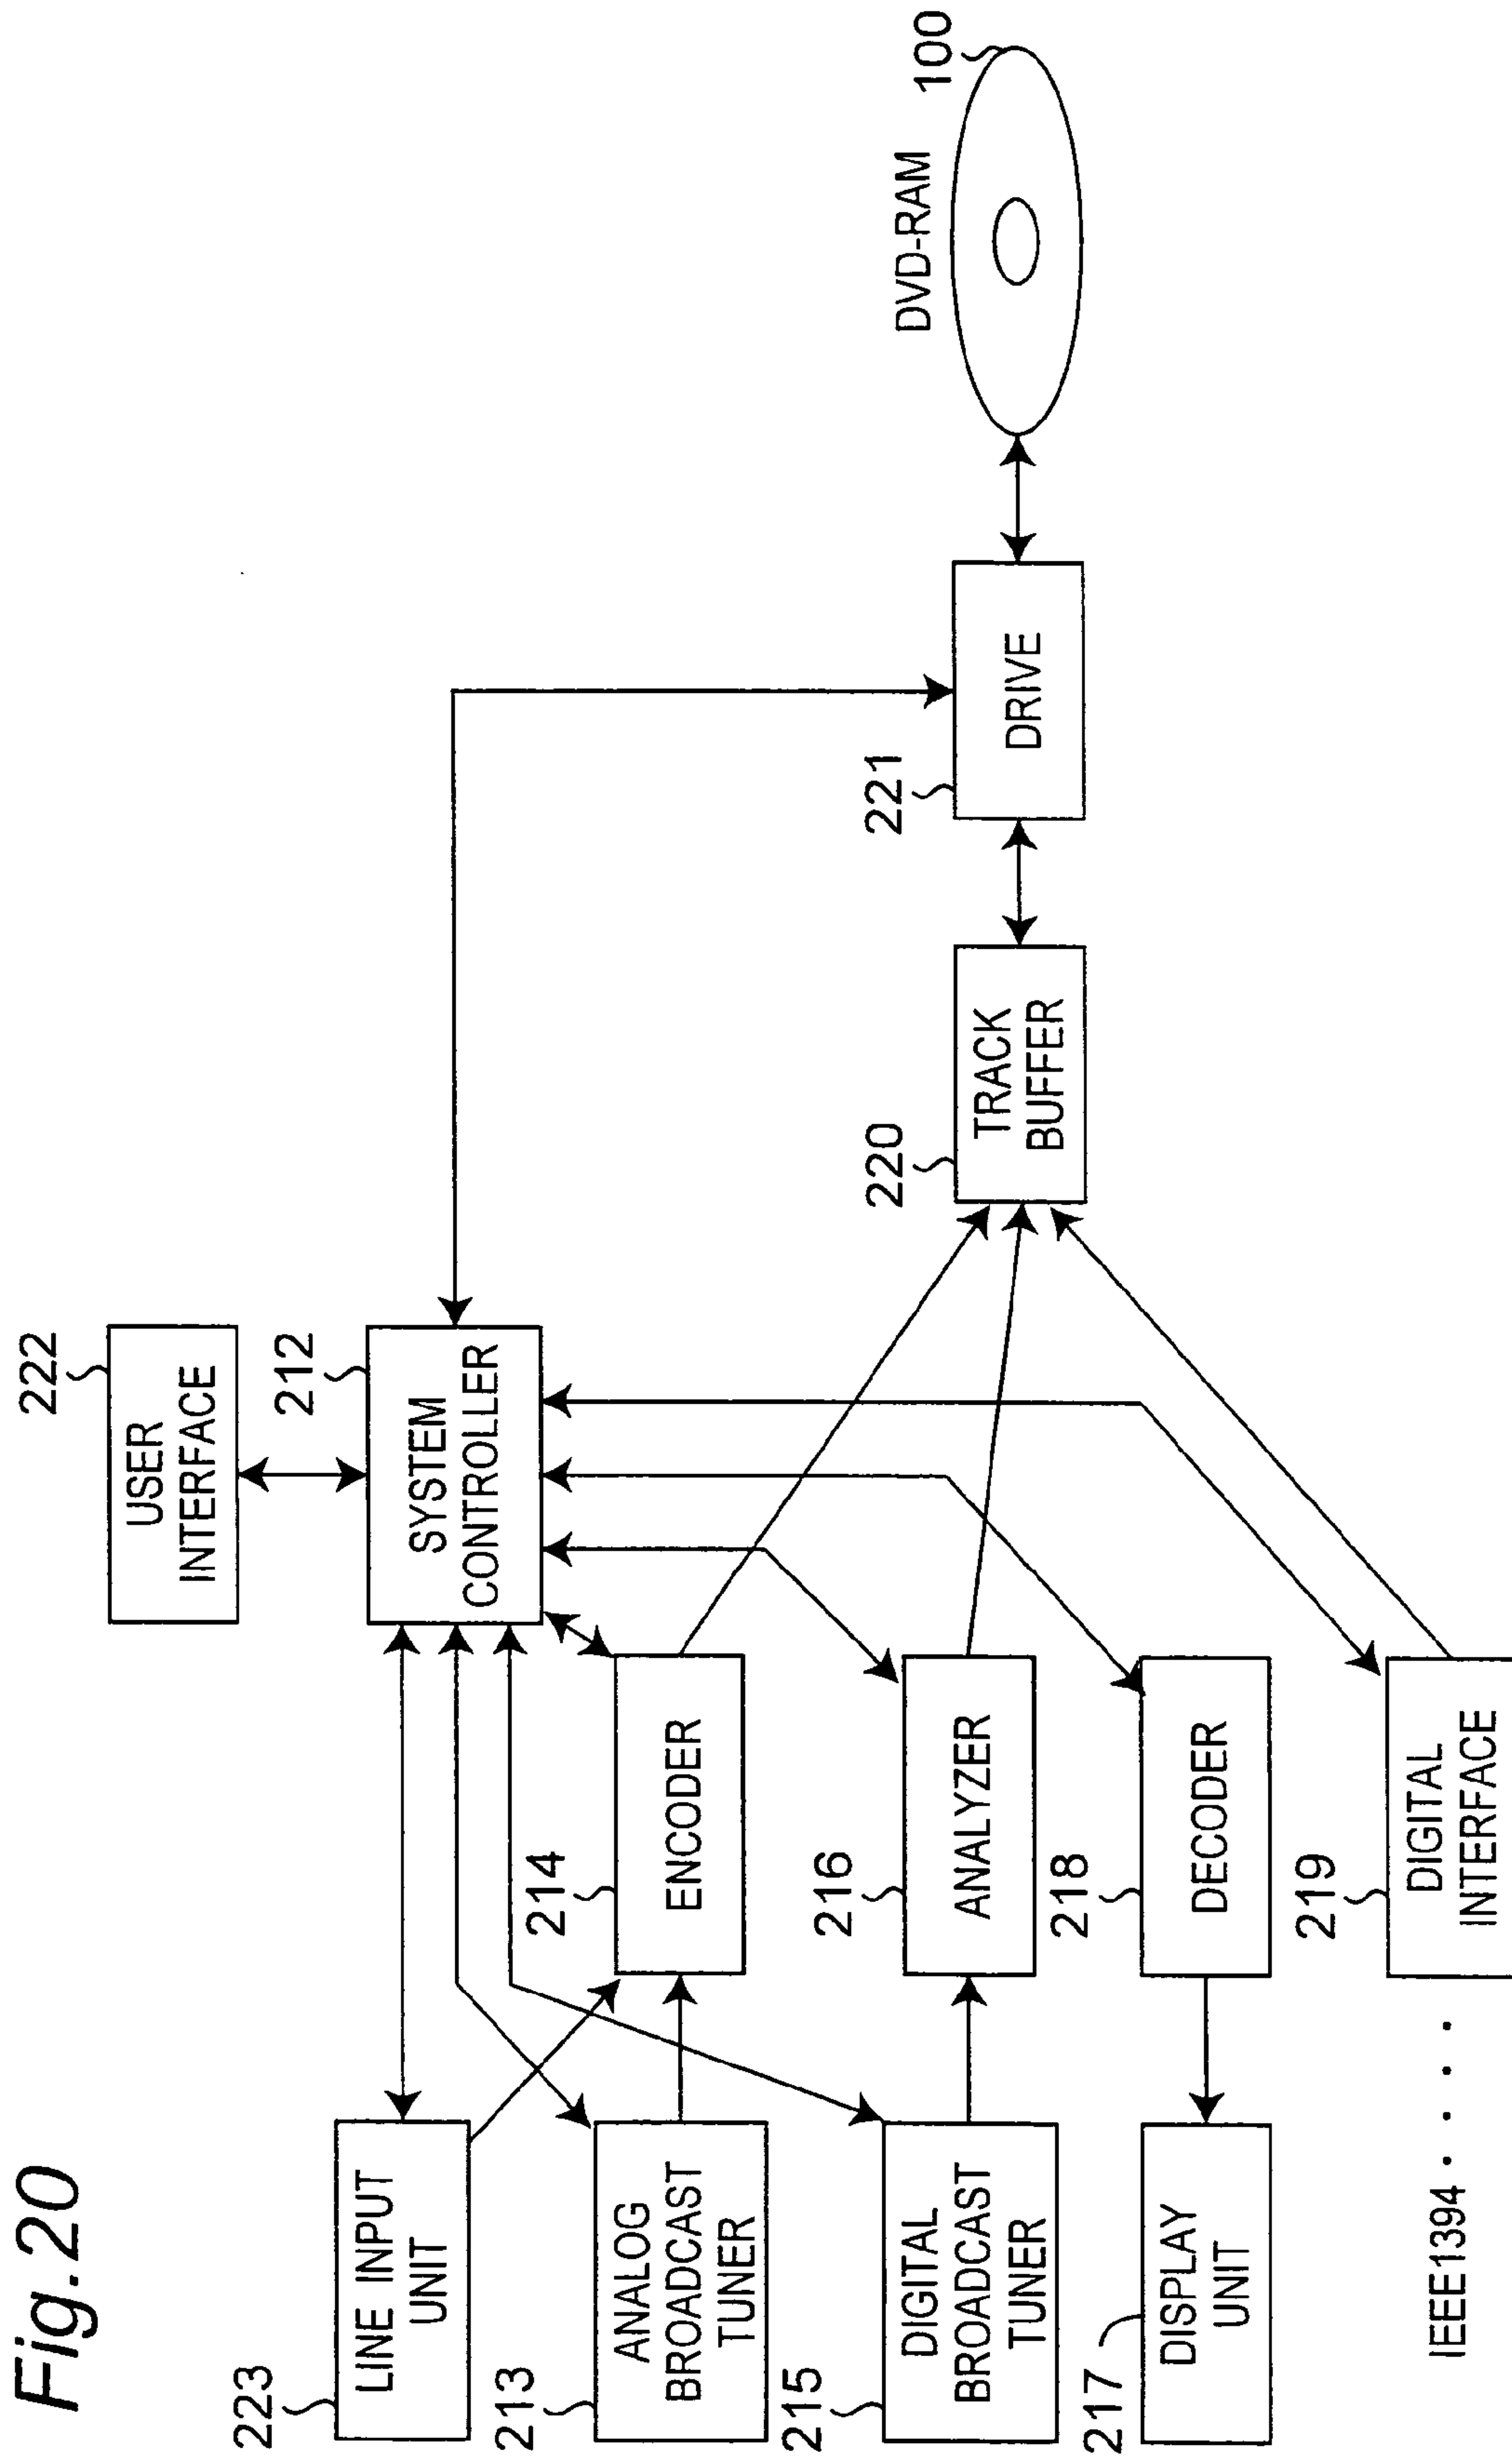 Fig.20
222
USER
INTERFACE
212
SYSTEM
CONTROLLER
223
LINE INPUT
UNIT
213
ANALOG
BROADCAST
TUNER
214
ENCODER
215
DIGITAL
BROADCAST
TUNER
216
ANALYZER
217
DISPLAY
UNIT
218
DECODER
IEEE1394 . . . .
219
DIGITAL
INTERFACE
220
TRACK
BUFFER
221
DRIVE
DVD-RAM
100